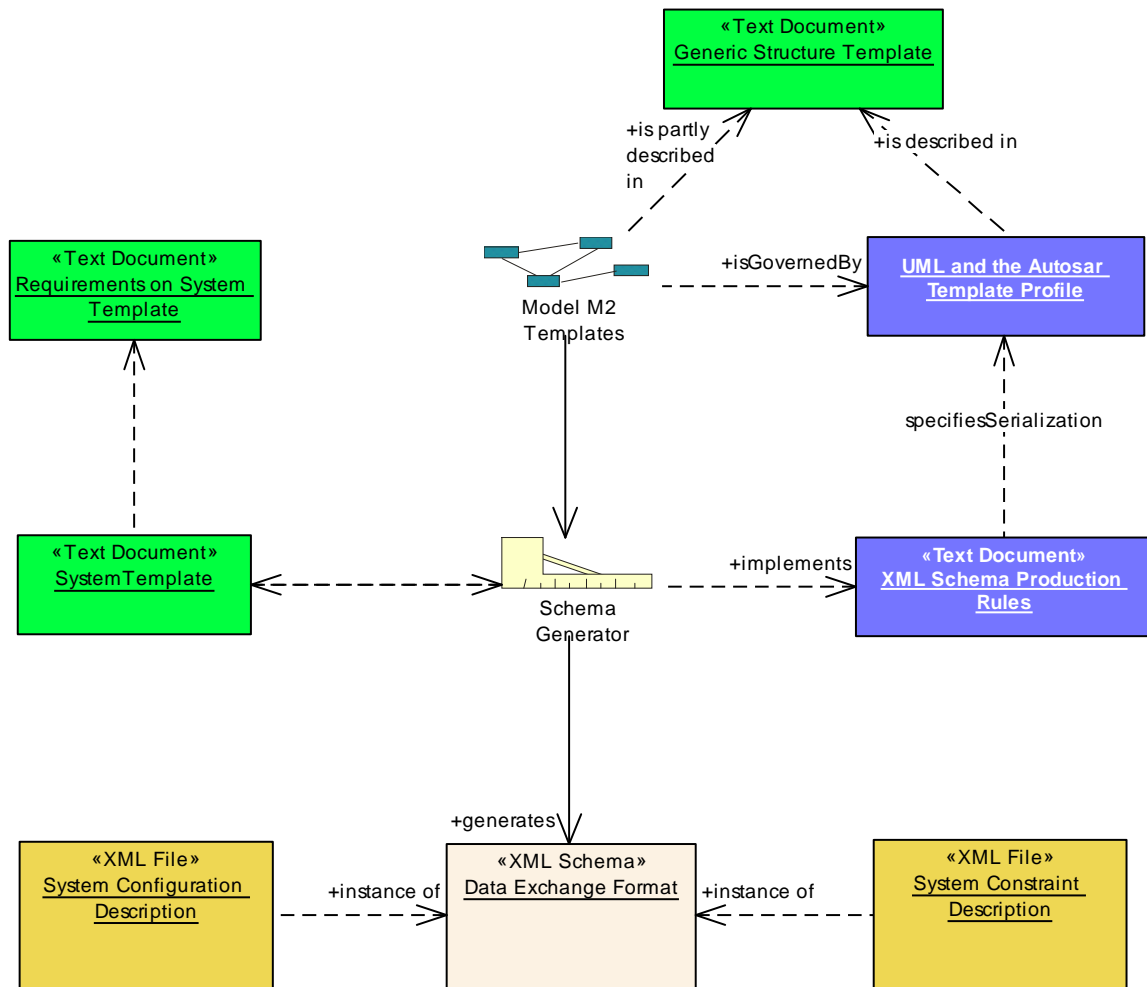 «Text Document»
Generic Structure Template
+is partly
described
in
+is described in
«Text Document»
Requirements on System
Template
Model M2
Templates
+isGovernedBy
UML and the Autosar
Template Profile
specifiesSerialization
«Text Document»
SystemTemplate
Schema
Generator
+implements
«Text Document»
XML Schema Production
Rules
+generates
«XML File»
System Configuration
Description
+instance of
«XML Schema»
Data Exchange Format
+instance of
«XML File»
System Constraint
Description